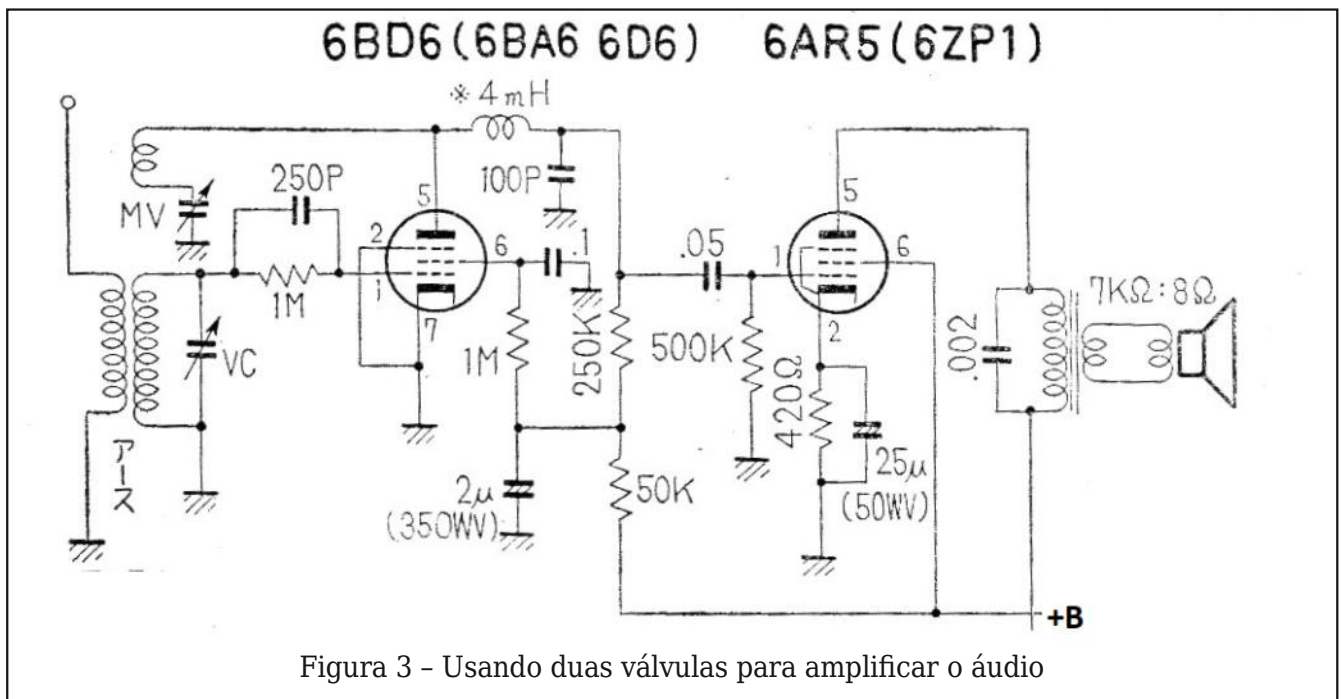 6BD6(6BA6 6D6) 6AR5(6ZP1)
※4mH
250P
MV
100P
5
2
6
.1
1
7
1M
VC
1M
250K
.05
500K
5
1
6
2
420Ω
25μ
(50WV)
.002
7KΩ:8Ω
アース
2μ
(350WV)
50K
+B
Figura 3 – Usando duas válvulas para amplificar o áudio